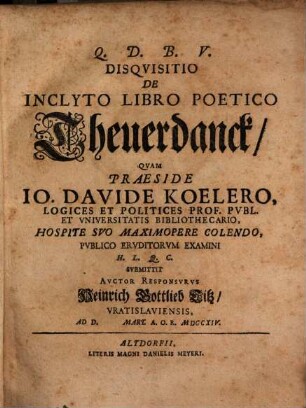 Q. D. B. V.
DISQVISITIO
DE
INCLYTO LIBRO POETICO
Theuerdanck/
QVAM
PRAESIDE
IO. DAVIDE KOELERO,
LOGICES ET POLITICES PROF. PVBL.
ET VNIVERSITATIS BIBLIOTHECARIO,
HOSPITE SVO MAXIMOPERE COLENDO,
PVBLICO ERVDITORVM EXAMINI
H. L. Q. C.
SVBMITTIT
AVCTOR RESPONSVRVS
Heinrich Gottlieb Titz/
VRATISLAVIENSIS,
AD D. MART. A. O. R. MDCCXIV.
ALTDORFII,
LITERIS MAGNI DANIELIS MEYERI.